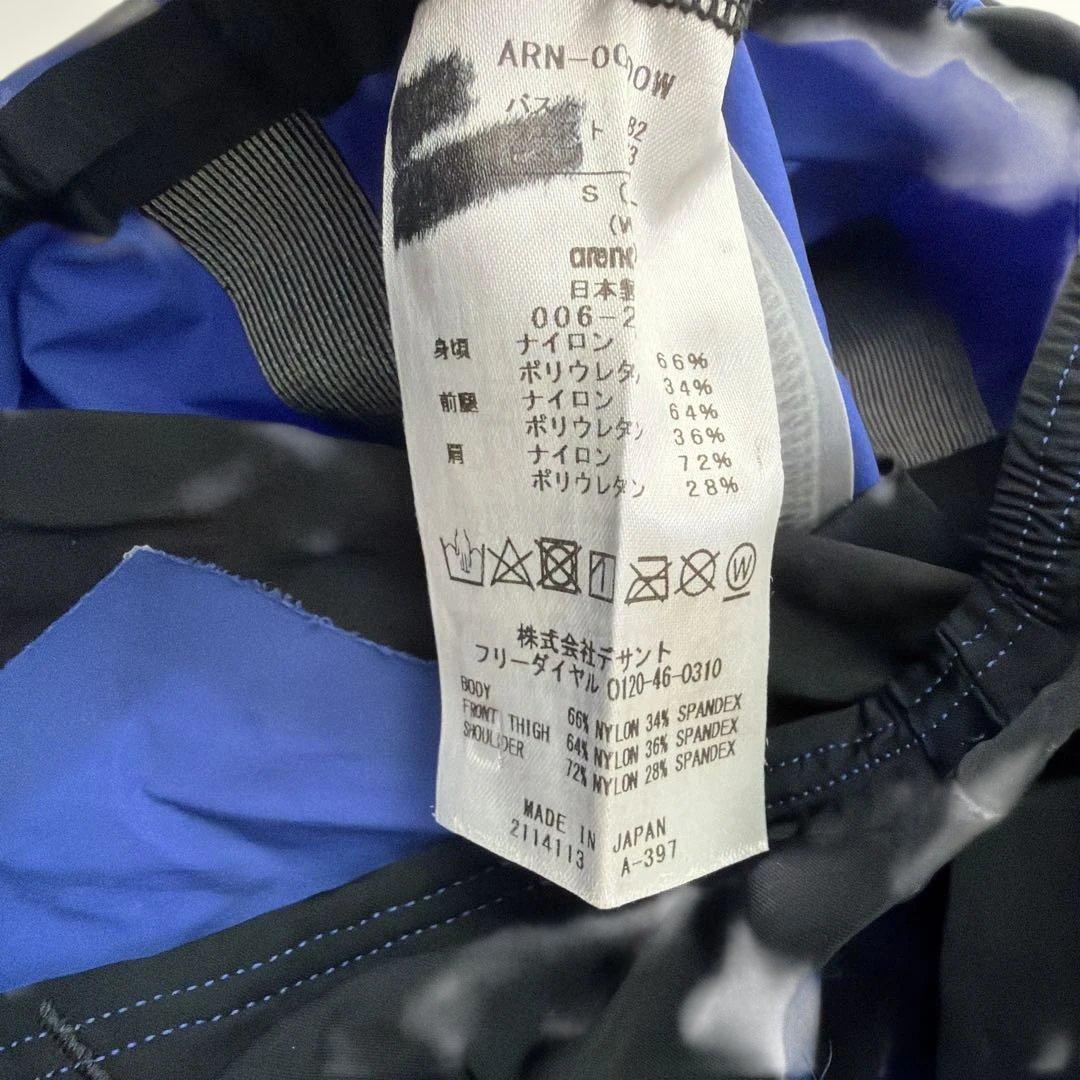 ARN-00
00W
バス
ト 82
3
S (
(W
arena
日本製
006-2
身頃 ナイロン 66%
ポリウレタン 34%
前腿 ナイロン 64%
ポリウレタン 36%
肩 ナイロン 72%
ポリウレタン 28%
W
株式会社デサント
フリーダイヤル 0120-46-0310
BODY 66% NYLON 34% SPANDEX
FRONT THIGH 64% NYLON 36% SPANDEX
SHOULDER 72% NYLON 28% SPANDEX
MADE IN JAPAN
2114113 A-397